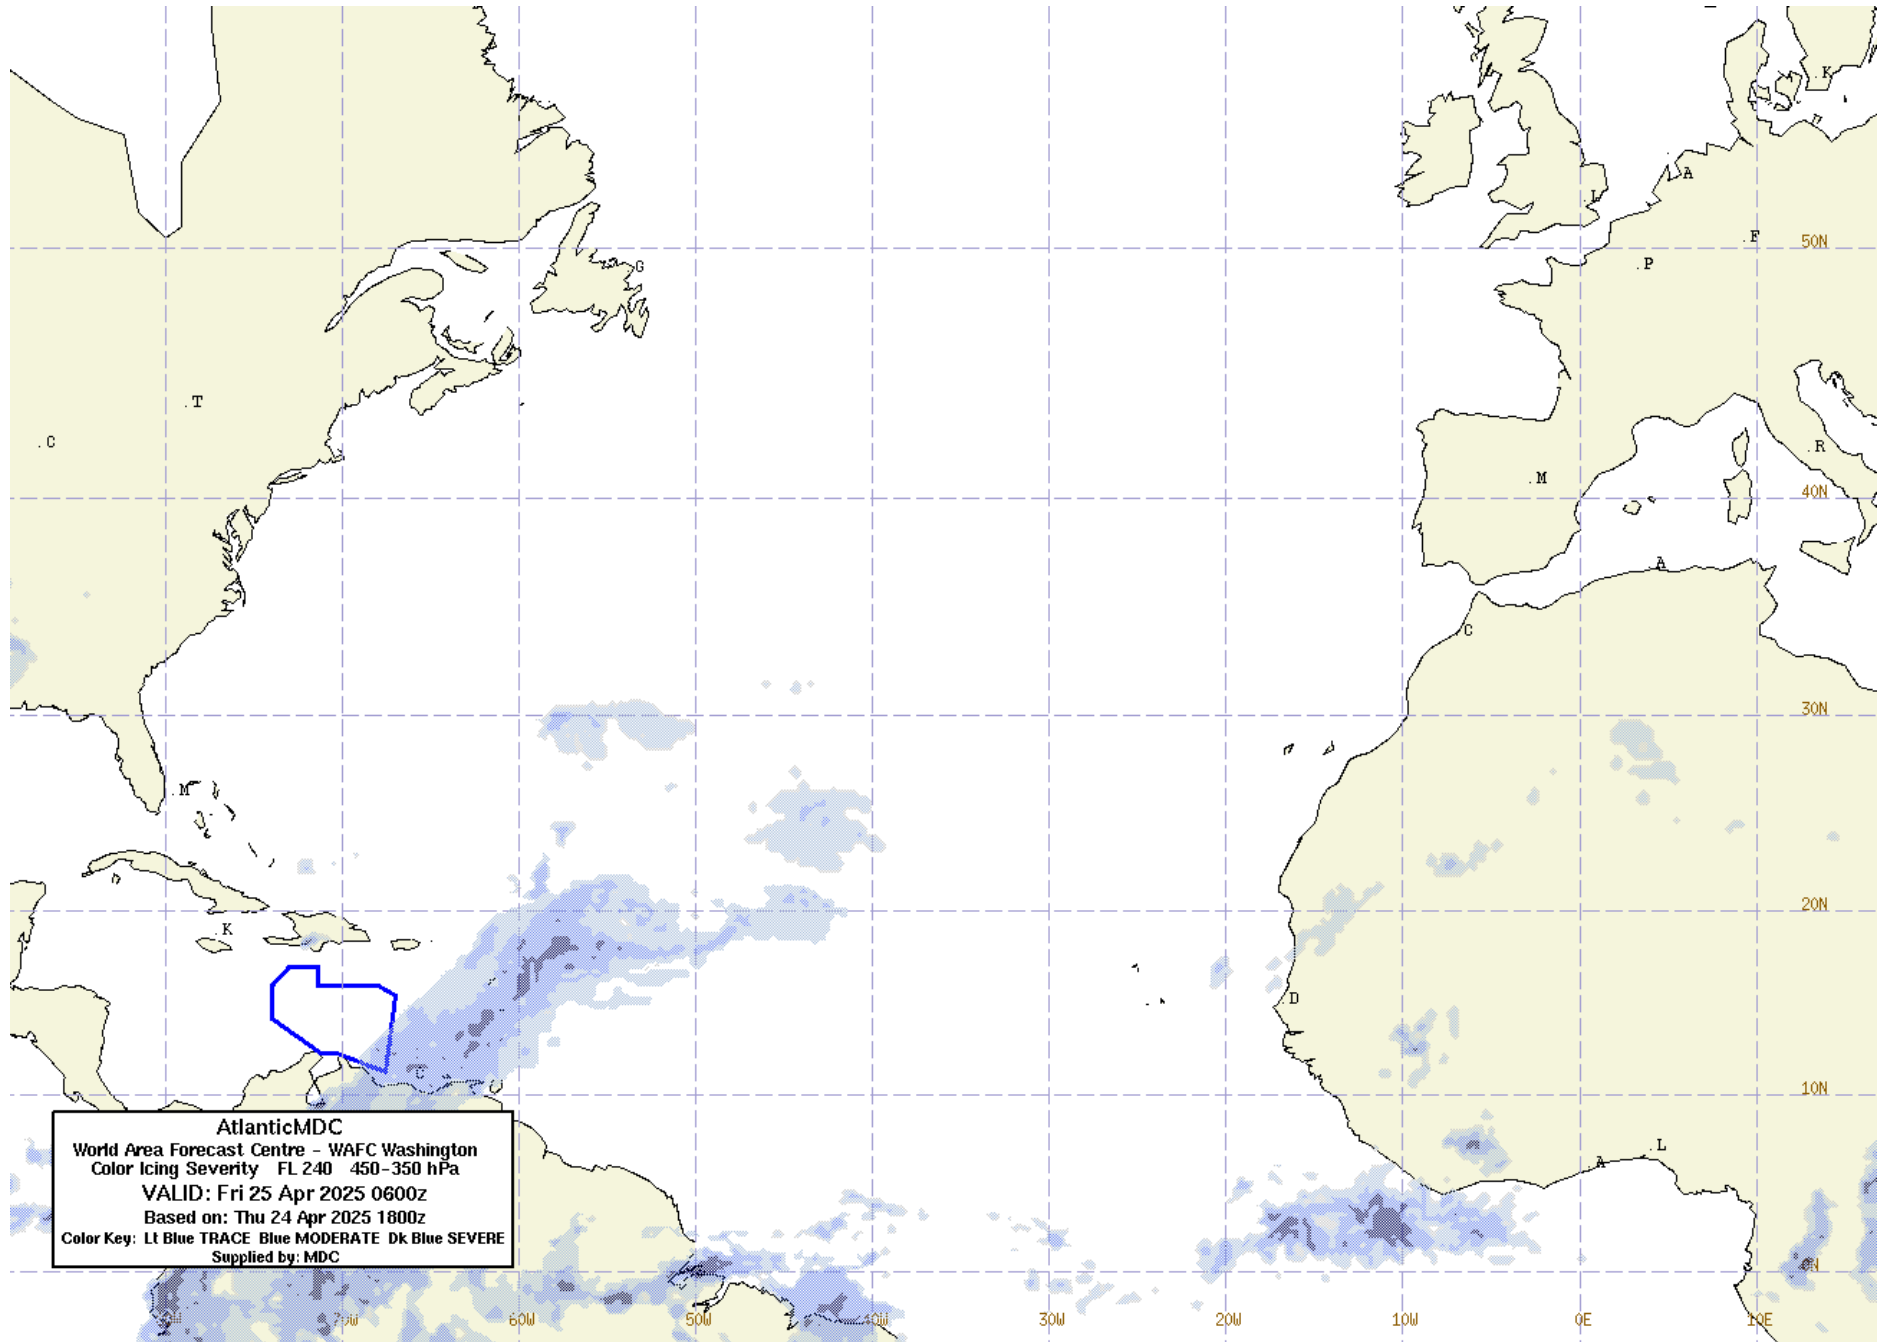 K
A
L
F
50N
P
G
T
C
R
M
40N
A
C
30N
M
20N
K
D
C
10N
AtlanticMDC
World Area Forecast Centre - WAFC Washington
Color Icing Severity FL 240 450-350 hPa
VALID: Fri 25 Apr 2025 0600z
Based on: Thu 24 Apr 2025 1800z
Color Key: Lt Blue TRACE Blue MODERATE Dk Blue SEVERE
Supplied by: MDC
L
A
60W 50W 40W 30W 20W 10W 0E 10E